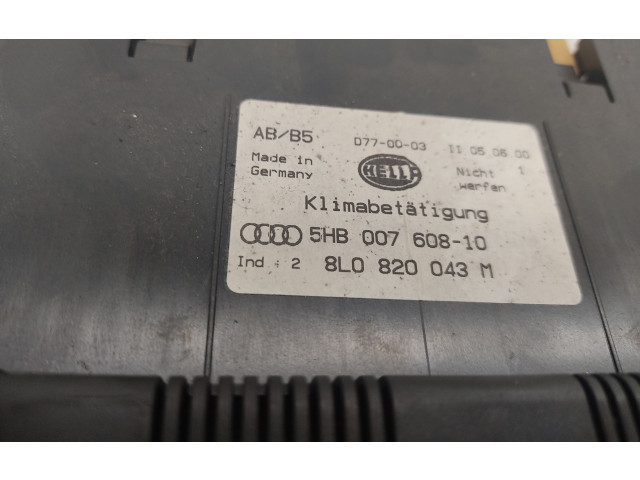 AB/B5 D77-00-03 11 05 06 00
Made in Germany HELLA Nicht werfen 1
Klimabetätigung
5HB 007 608-10
Ind : 2 8L0 820 043 M